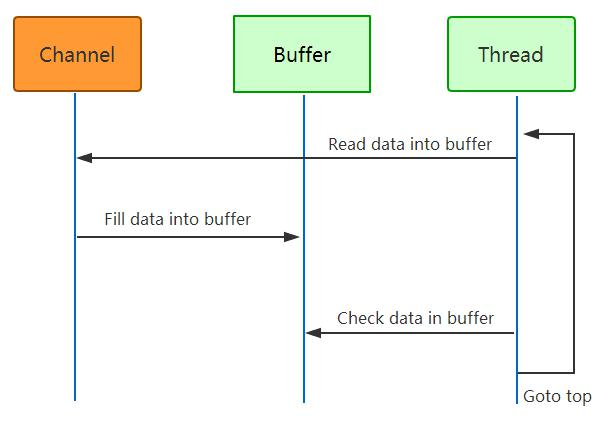 Channel
Buffer
Thread
Read data into buffer
Fill data into buffer
Check data in buffer
Goto top